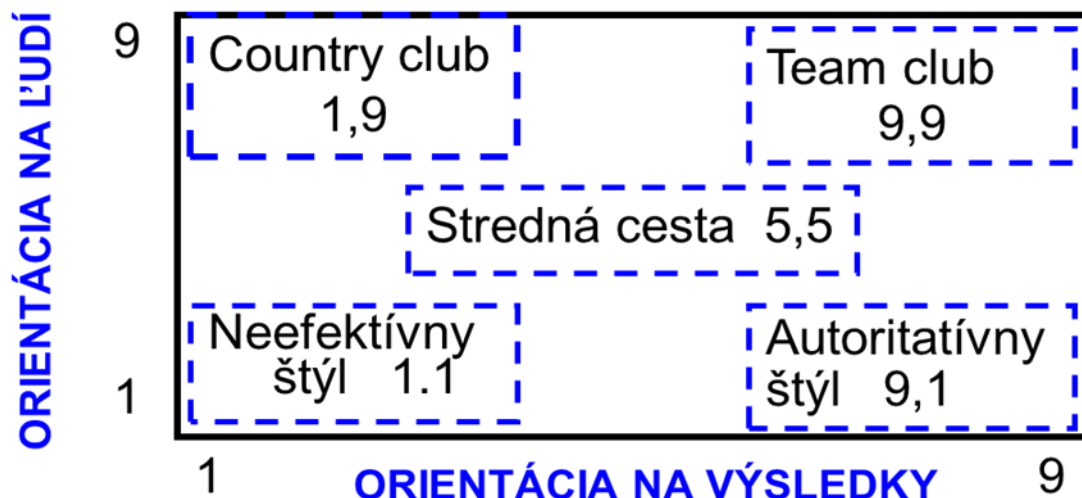 ORIENTÁCIA NA ĽUDÍ
9
Country club
1,9
Team club
9,9
Stredná cesta 5,5
Neefektívny
štýl 1.1
Autoritatívny
štýl 9,1
1
1
ORIENTÁCIA NA VÝSLEDKY
9